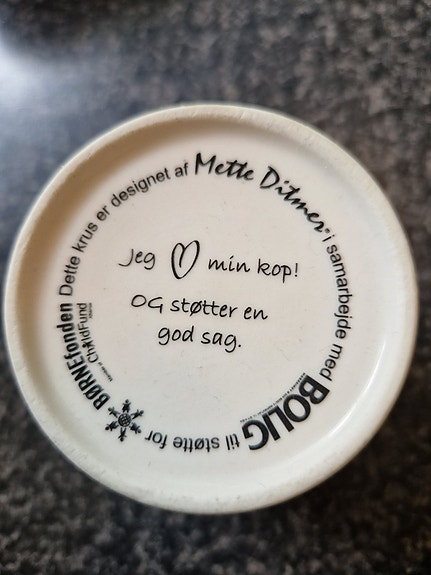 Dette krus er designet af Mette Ditmer® i samarbejde med BOLIG til støtte for BØRNEfonden
ChildFund
Jeg ♡ min kop!
OG støtter en
god sag.